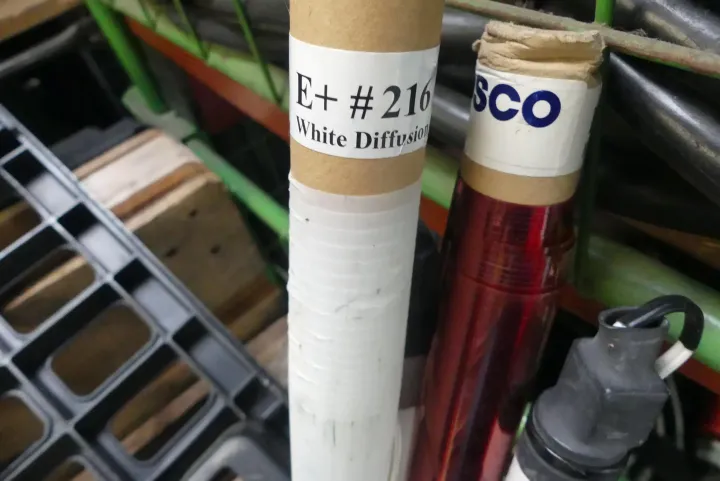 E+ #216
White Diffusion
SCO